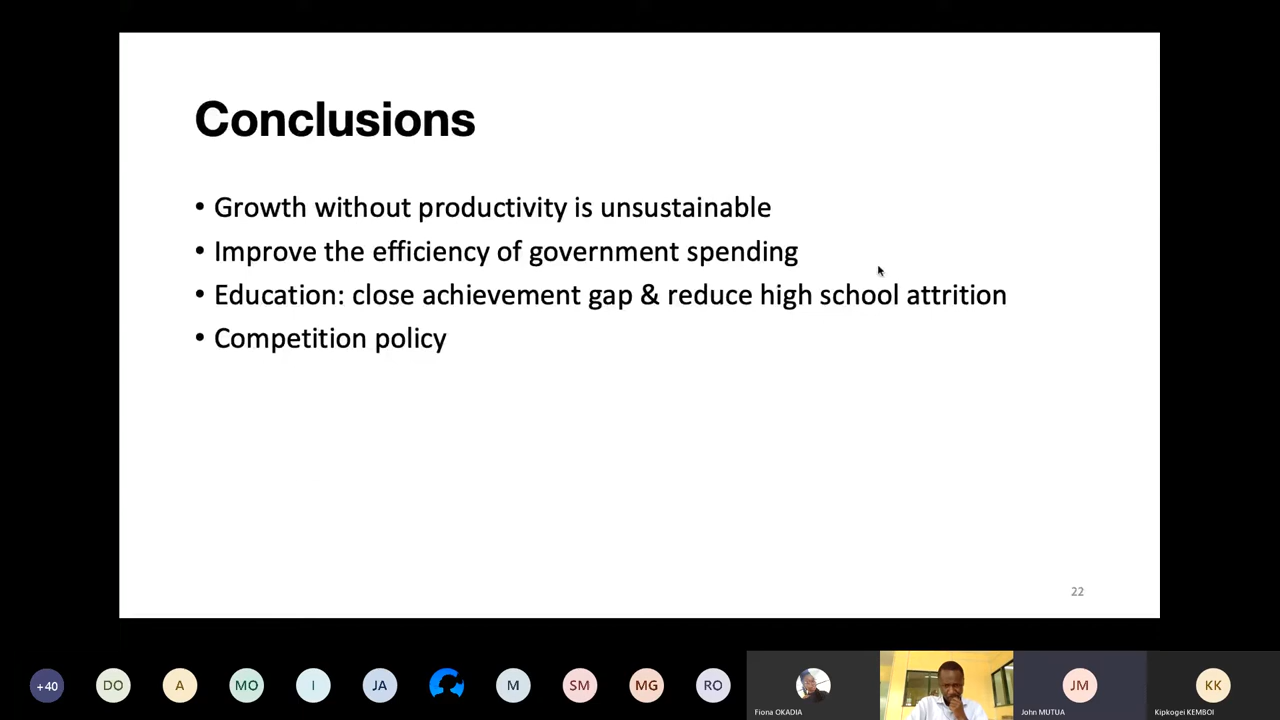 Conclusions
• Growth without productivity is unsustainable
• Improve the efficiency of government spending
• Education: close achievement gap & reduce high school attrition
• Competition policy
22
+40
DO
A
MO
I
JA
M
SM
MG
RO
Fiona OKADIA
JM
John MUTUA
KK
Kipkogei KEMBOI